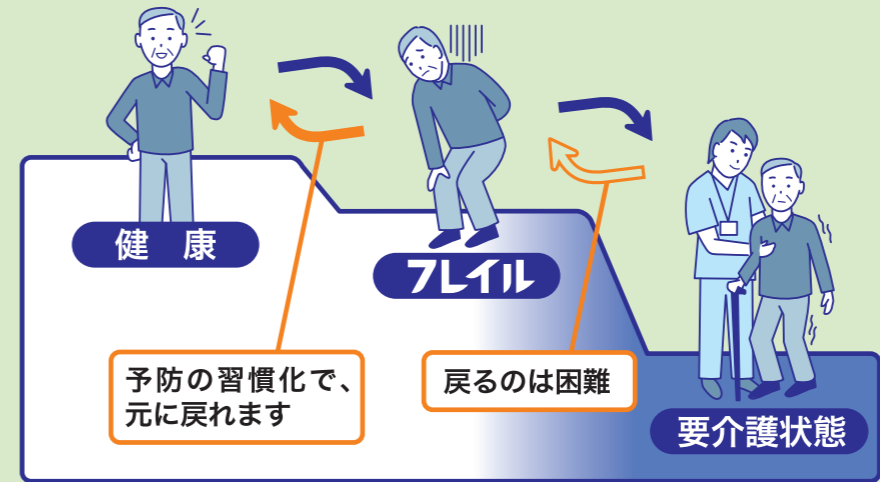 健康
フレイル
予防の習慣化で、
元に戻れます
戻るのは困難
要介護状態